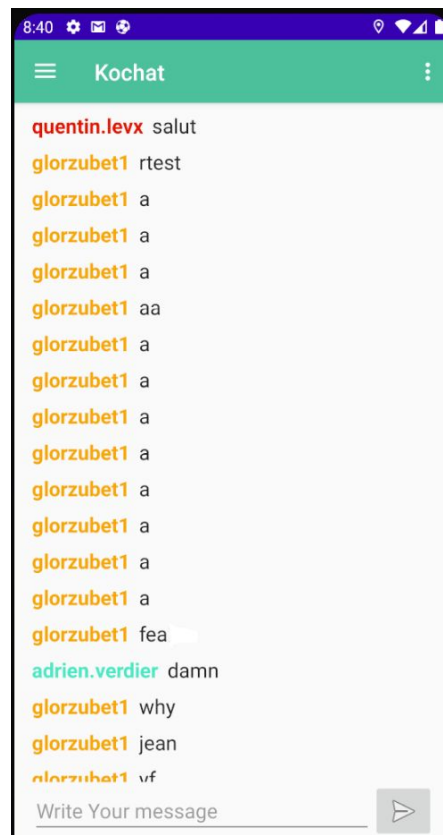 8:40
Kochat
quentin.levx salut
glorzubet1 rtest
glorzubet1 a
glorzubet1 a
glorzubet1 a
glorzubet1 aa
glorzubet1 a
glorzubet1 a
glorzubet1 a
glorzubet1 a
glorzubet1 a
glorzubet1 a
glorzubet1 a
glorzubet1 a
glorzubet1 fea
adrien.verdier damn
glorzubet1 why
glorzubet1 jean
glorzubet1
Write Your message